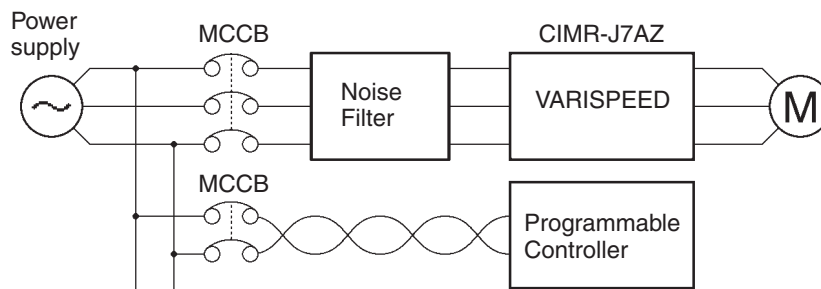 Power
supply
MCCB
CIMR-J7AZ
Noise
Filter
VARISPEED
M
MCCB
Programmable
Controller